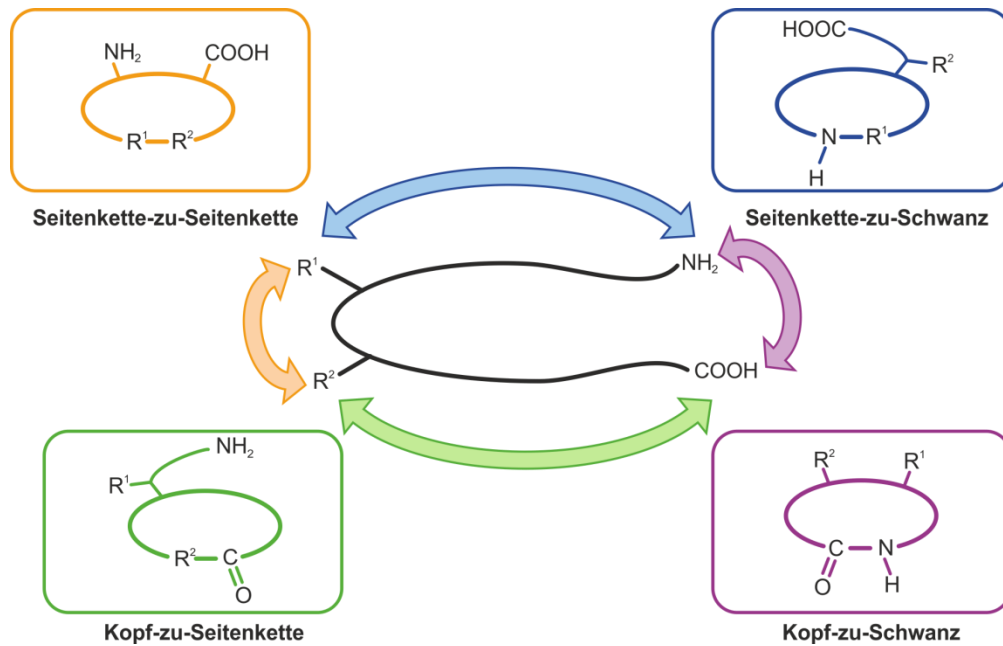 NH₂
COOH
R¹
R²
Seitenkette-zu-Seitenkette
HOOC
R²
N
R¹
H
Seitenkette-zu-Schwanz
R¹
NH₂
R²
COOH
NH₂
R¹
R²
C
O
Kopf-zu-Seitenkette
R²
R¹
C
N
O
H
Kopf-zu-Schwanz